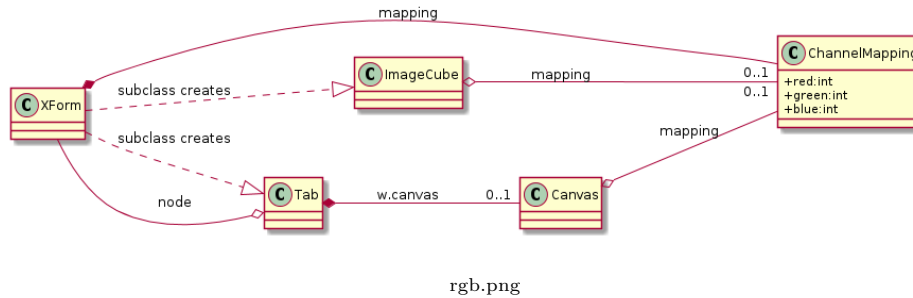 mapping
C ImageCube
mapping
0..1
0..1
C ChannelMapping
+red:int
+green:int
+blue:int
subclass creates
C XForm
subclass creates
mapping
node
C Tab
w.canvas
0..1
C Canvas
rgb.png